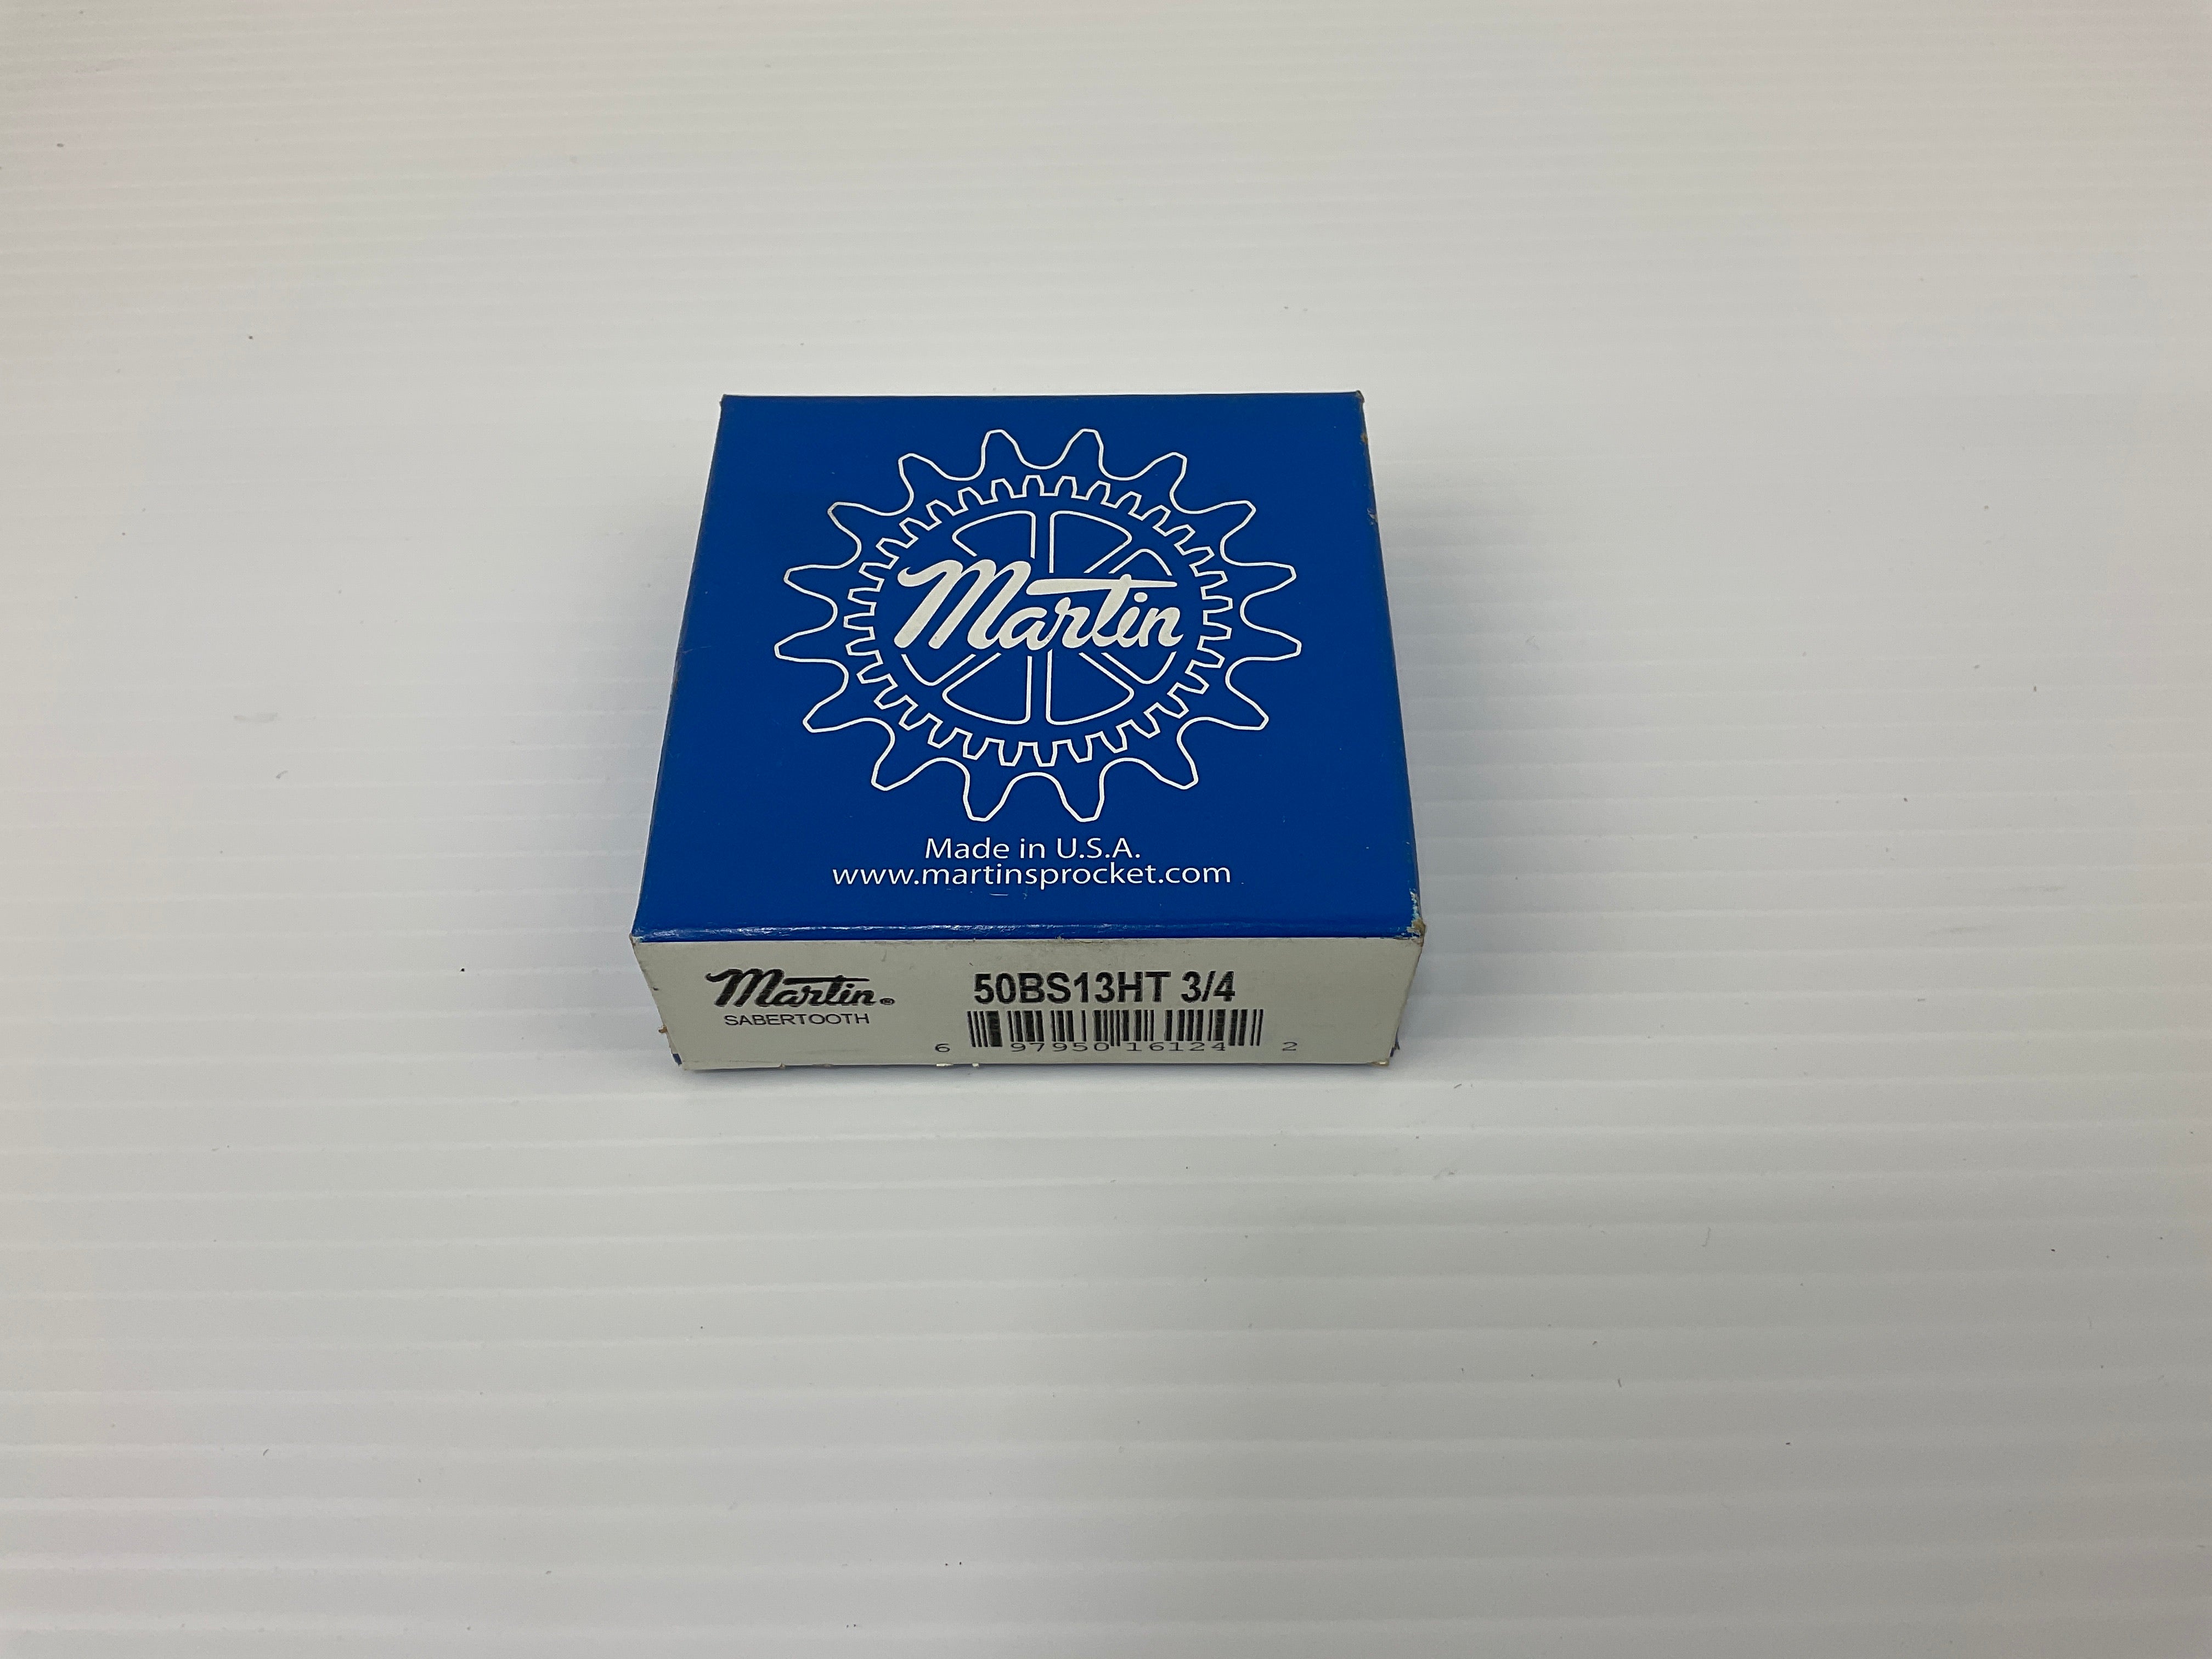 Martin
Made in U.S.A.
www.martinsprocket.com
Martin®
SABERTOOTH
50BS13HT 3/4
6 97950 16124 2